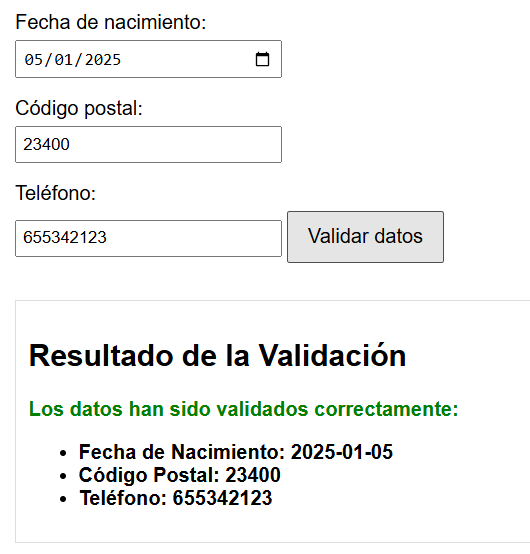 Fecha de nacimiento:
05/01/2025
Código postal:
23400
Teléfono:
655342123
Validar datos
Resultado de la Validación
Los datos han sido validados correctamente:
• Fecha de Nacimiento: 2025-01-05
• Código Postal: 23400
• Teléfono: 655342123